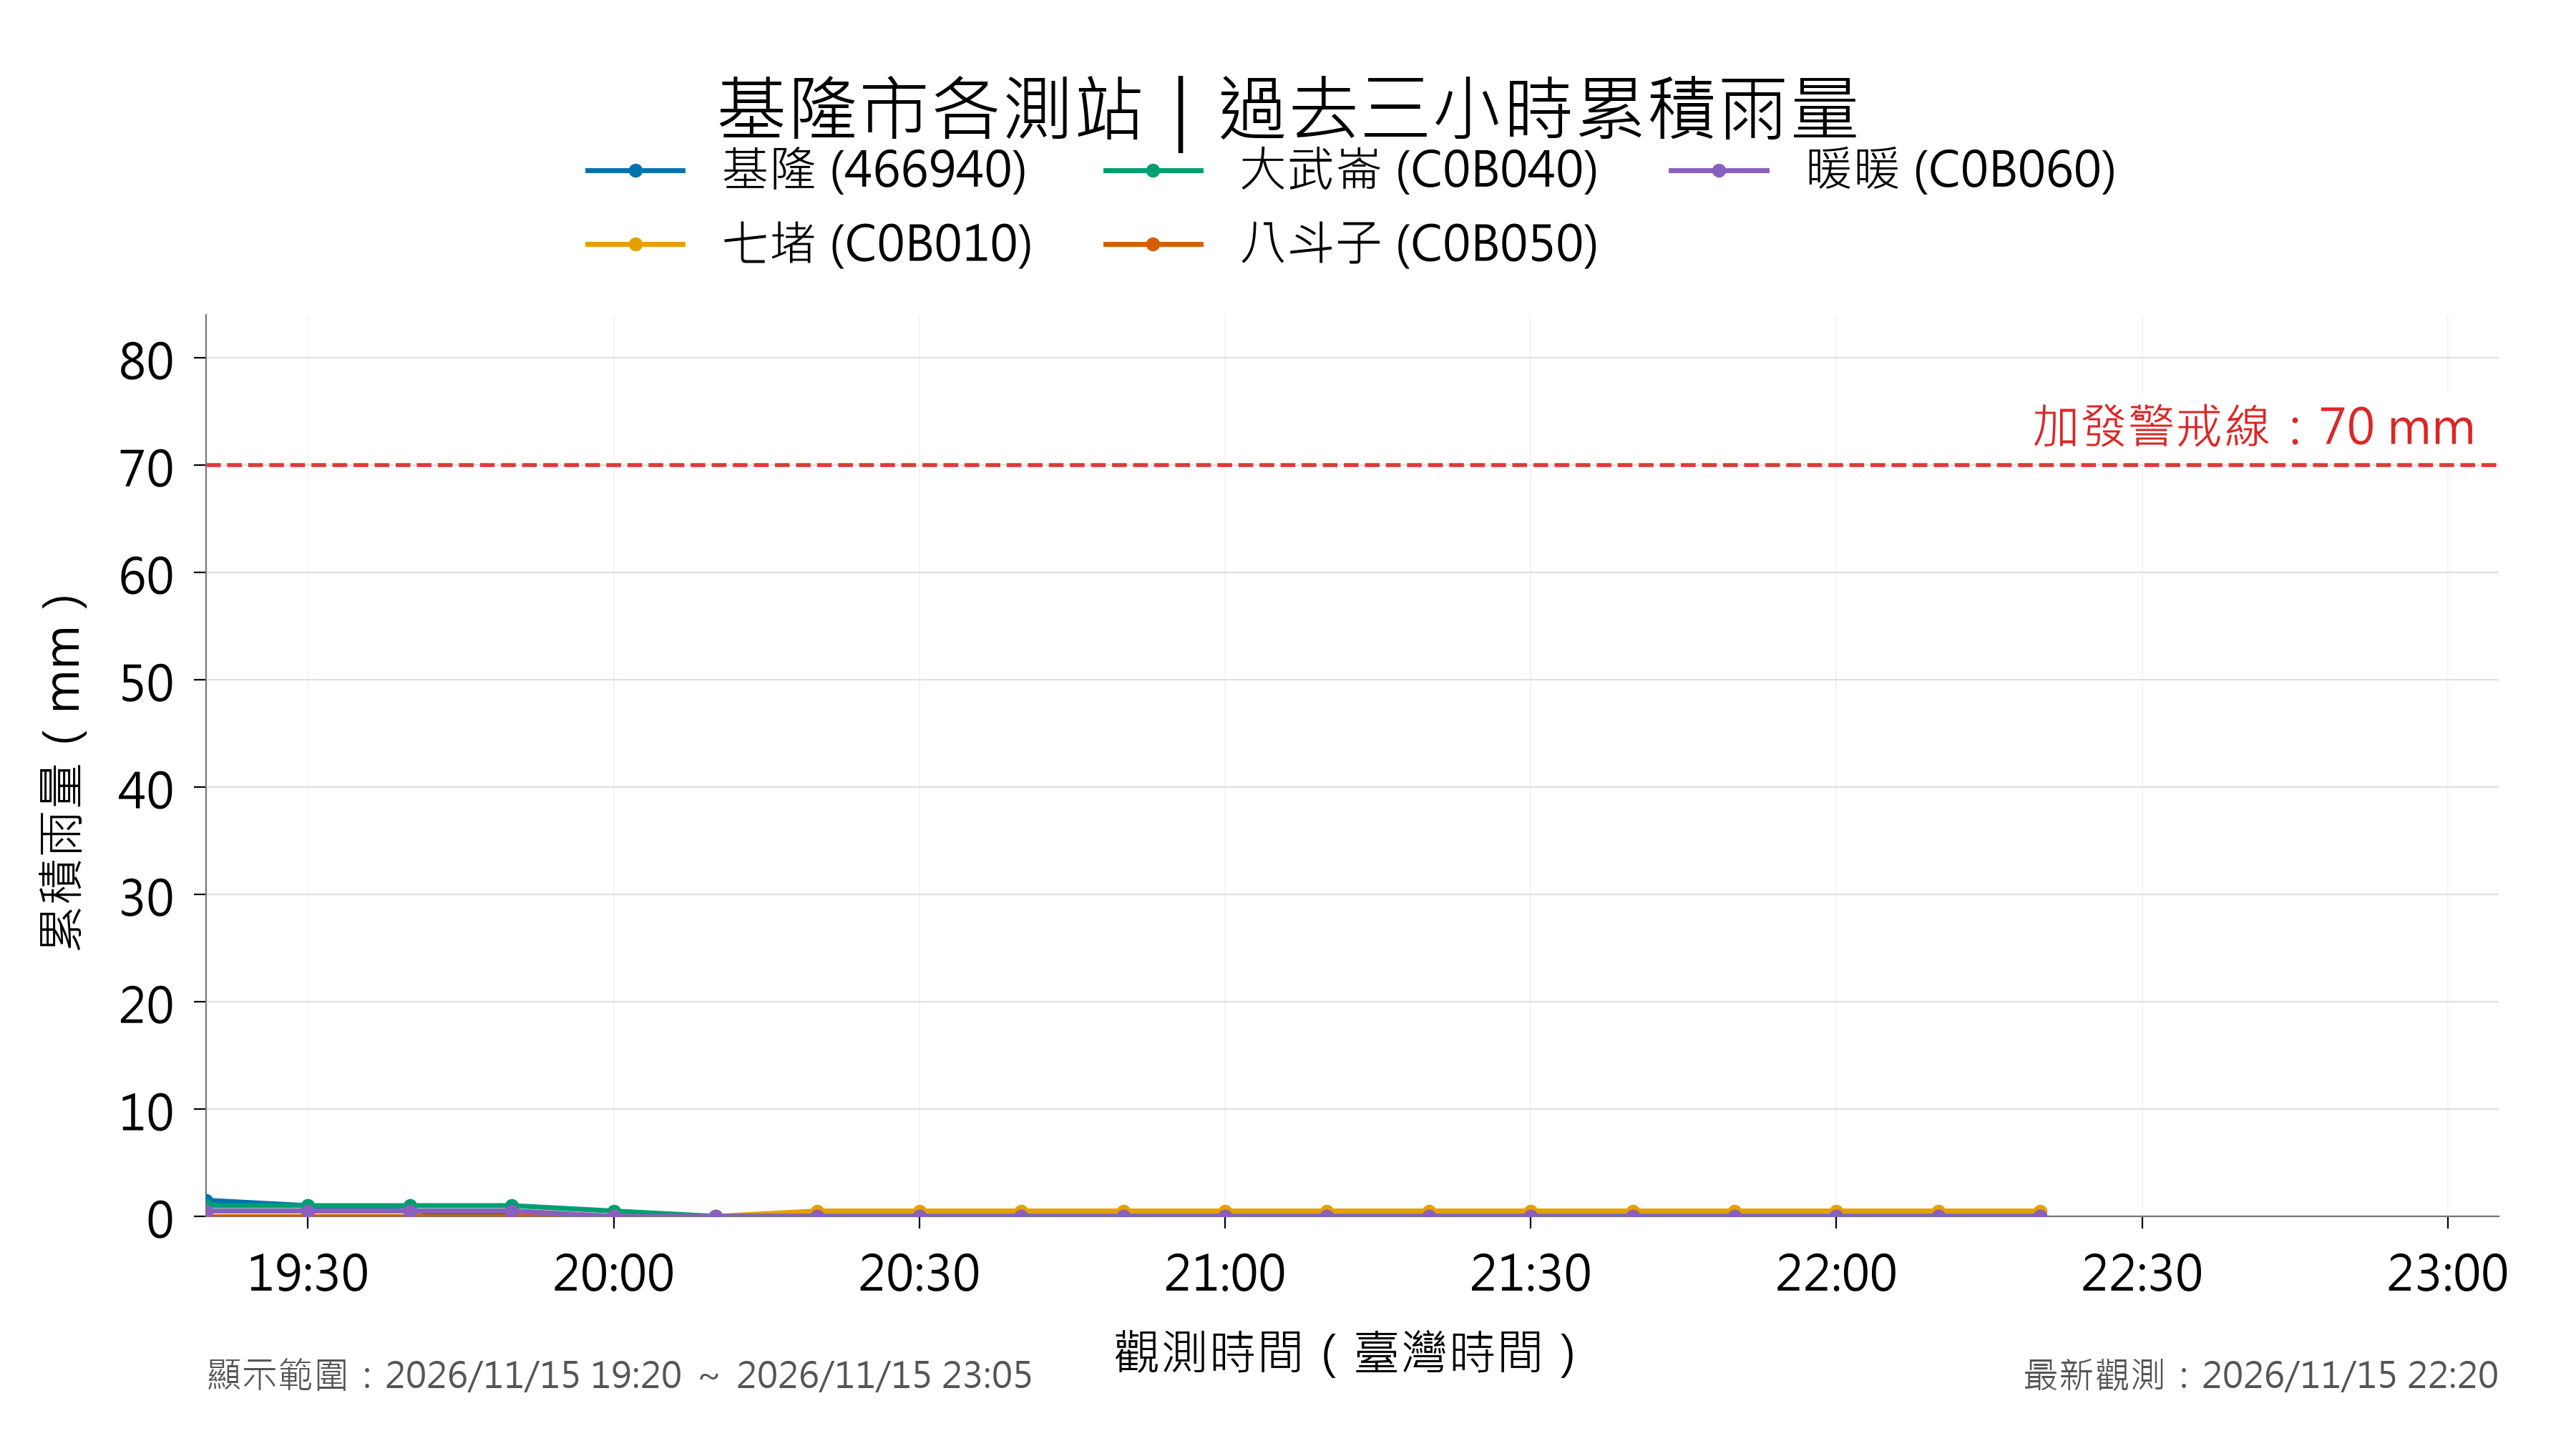 基隆市各測站｜過去三小時累積雨量
基隆 (466940)
大武崙 (C0B040)
暖暖 (C0B060)
七堵 (C0B010)
八斗子 (C0B050)
80
加發警戒線：70 mm
70
60
50
40
30
20
10
0
累積雨量（mm）
19:30
20:00
20:30
21:00
21:30
22:00
22:30
23:00
觀測時間（臺灣時間）
顯示範圍：2026/11/15 19:20 ~ 2026/11/15 23:05
最新觀測：2026/11/15 22:20